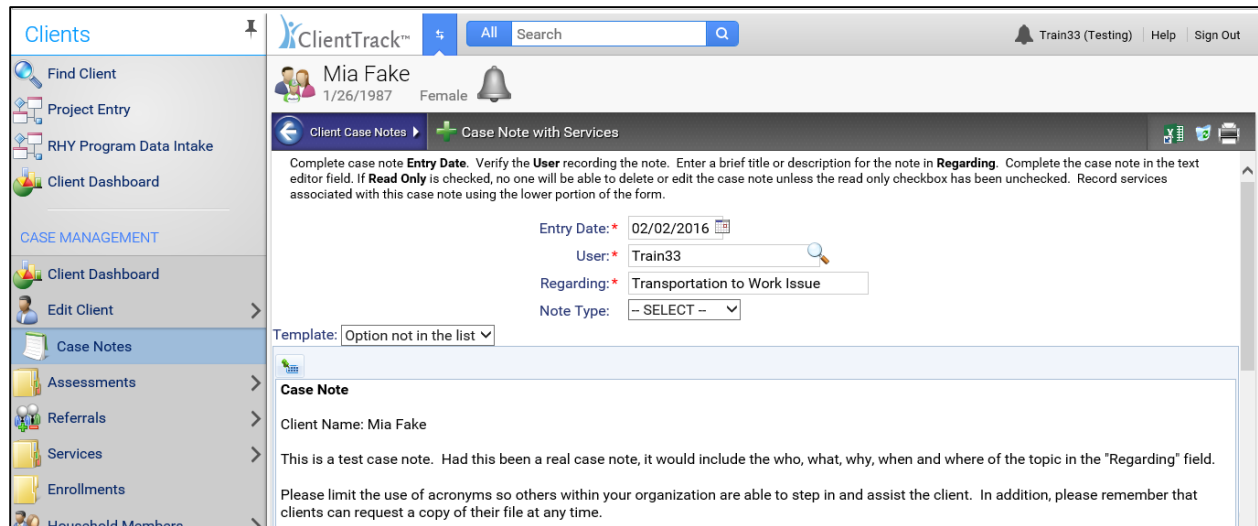 Clients
Find Client
Project Entry
RHY Program Data Intake
Client Dashboard
CASE MANAGEMENT
Client Dashboard
Edit Client
Case Notes
Assessments
Referrals
Services
Enrollments
Household Members
ClientTrack™
All Search
Train33 (Testing) Help Sign Out
Mia Fake
1/26/1987 Female
Client Case Notes Case Note with Services
Complete case note Entry Date. Verify the User recording the note. Enter a brief title or description for the note in Regarding. Complete the case note in the text
editor field. If Read Only is checked, no one will be able to delete or edit the case note unless the read only checkbox has been unchecked. Record services
associated with this case note using the lower portion of the form.
Entry Date:* 02/02/2016
User:* Train33
Regarding:* Transportation to Work Issue
Note Type: -- SELECT --
Template: Option not in the list
Case Note
Client Name: Mia Fake
This is a test case note. Had this been a real case note, it would include the who, what, why, when and where of the topic in the "Regarding" field.
Please limit the use of acronyms so others within your organization are able to step in and assist the client. In addition, please remember that
clients can request a copy of their file at any time.